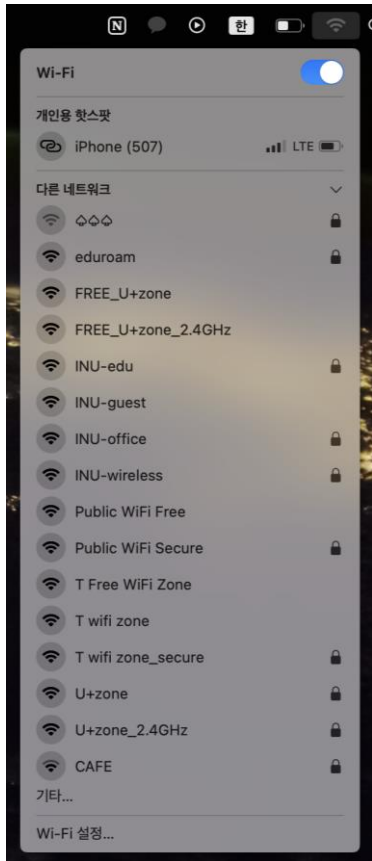 N 한
Wi-Fi
개인용 핫스팟
iPhone (507) LTE
다른 네트워크
♤♤♤
eduroam
FREE_U+zone
FREE_U+zone_2.4GHz
INU-edu
INU-guest
INU-office
INU-wireless
Public WiFi Free
Public WiFi Secure
T Free WiFi Zone
T wifi zone
T wifi zone_secure
U+zone
U+zone_2.4GHz
CAFE
기타...
Wi-Fi 설정...